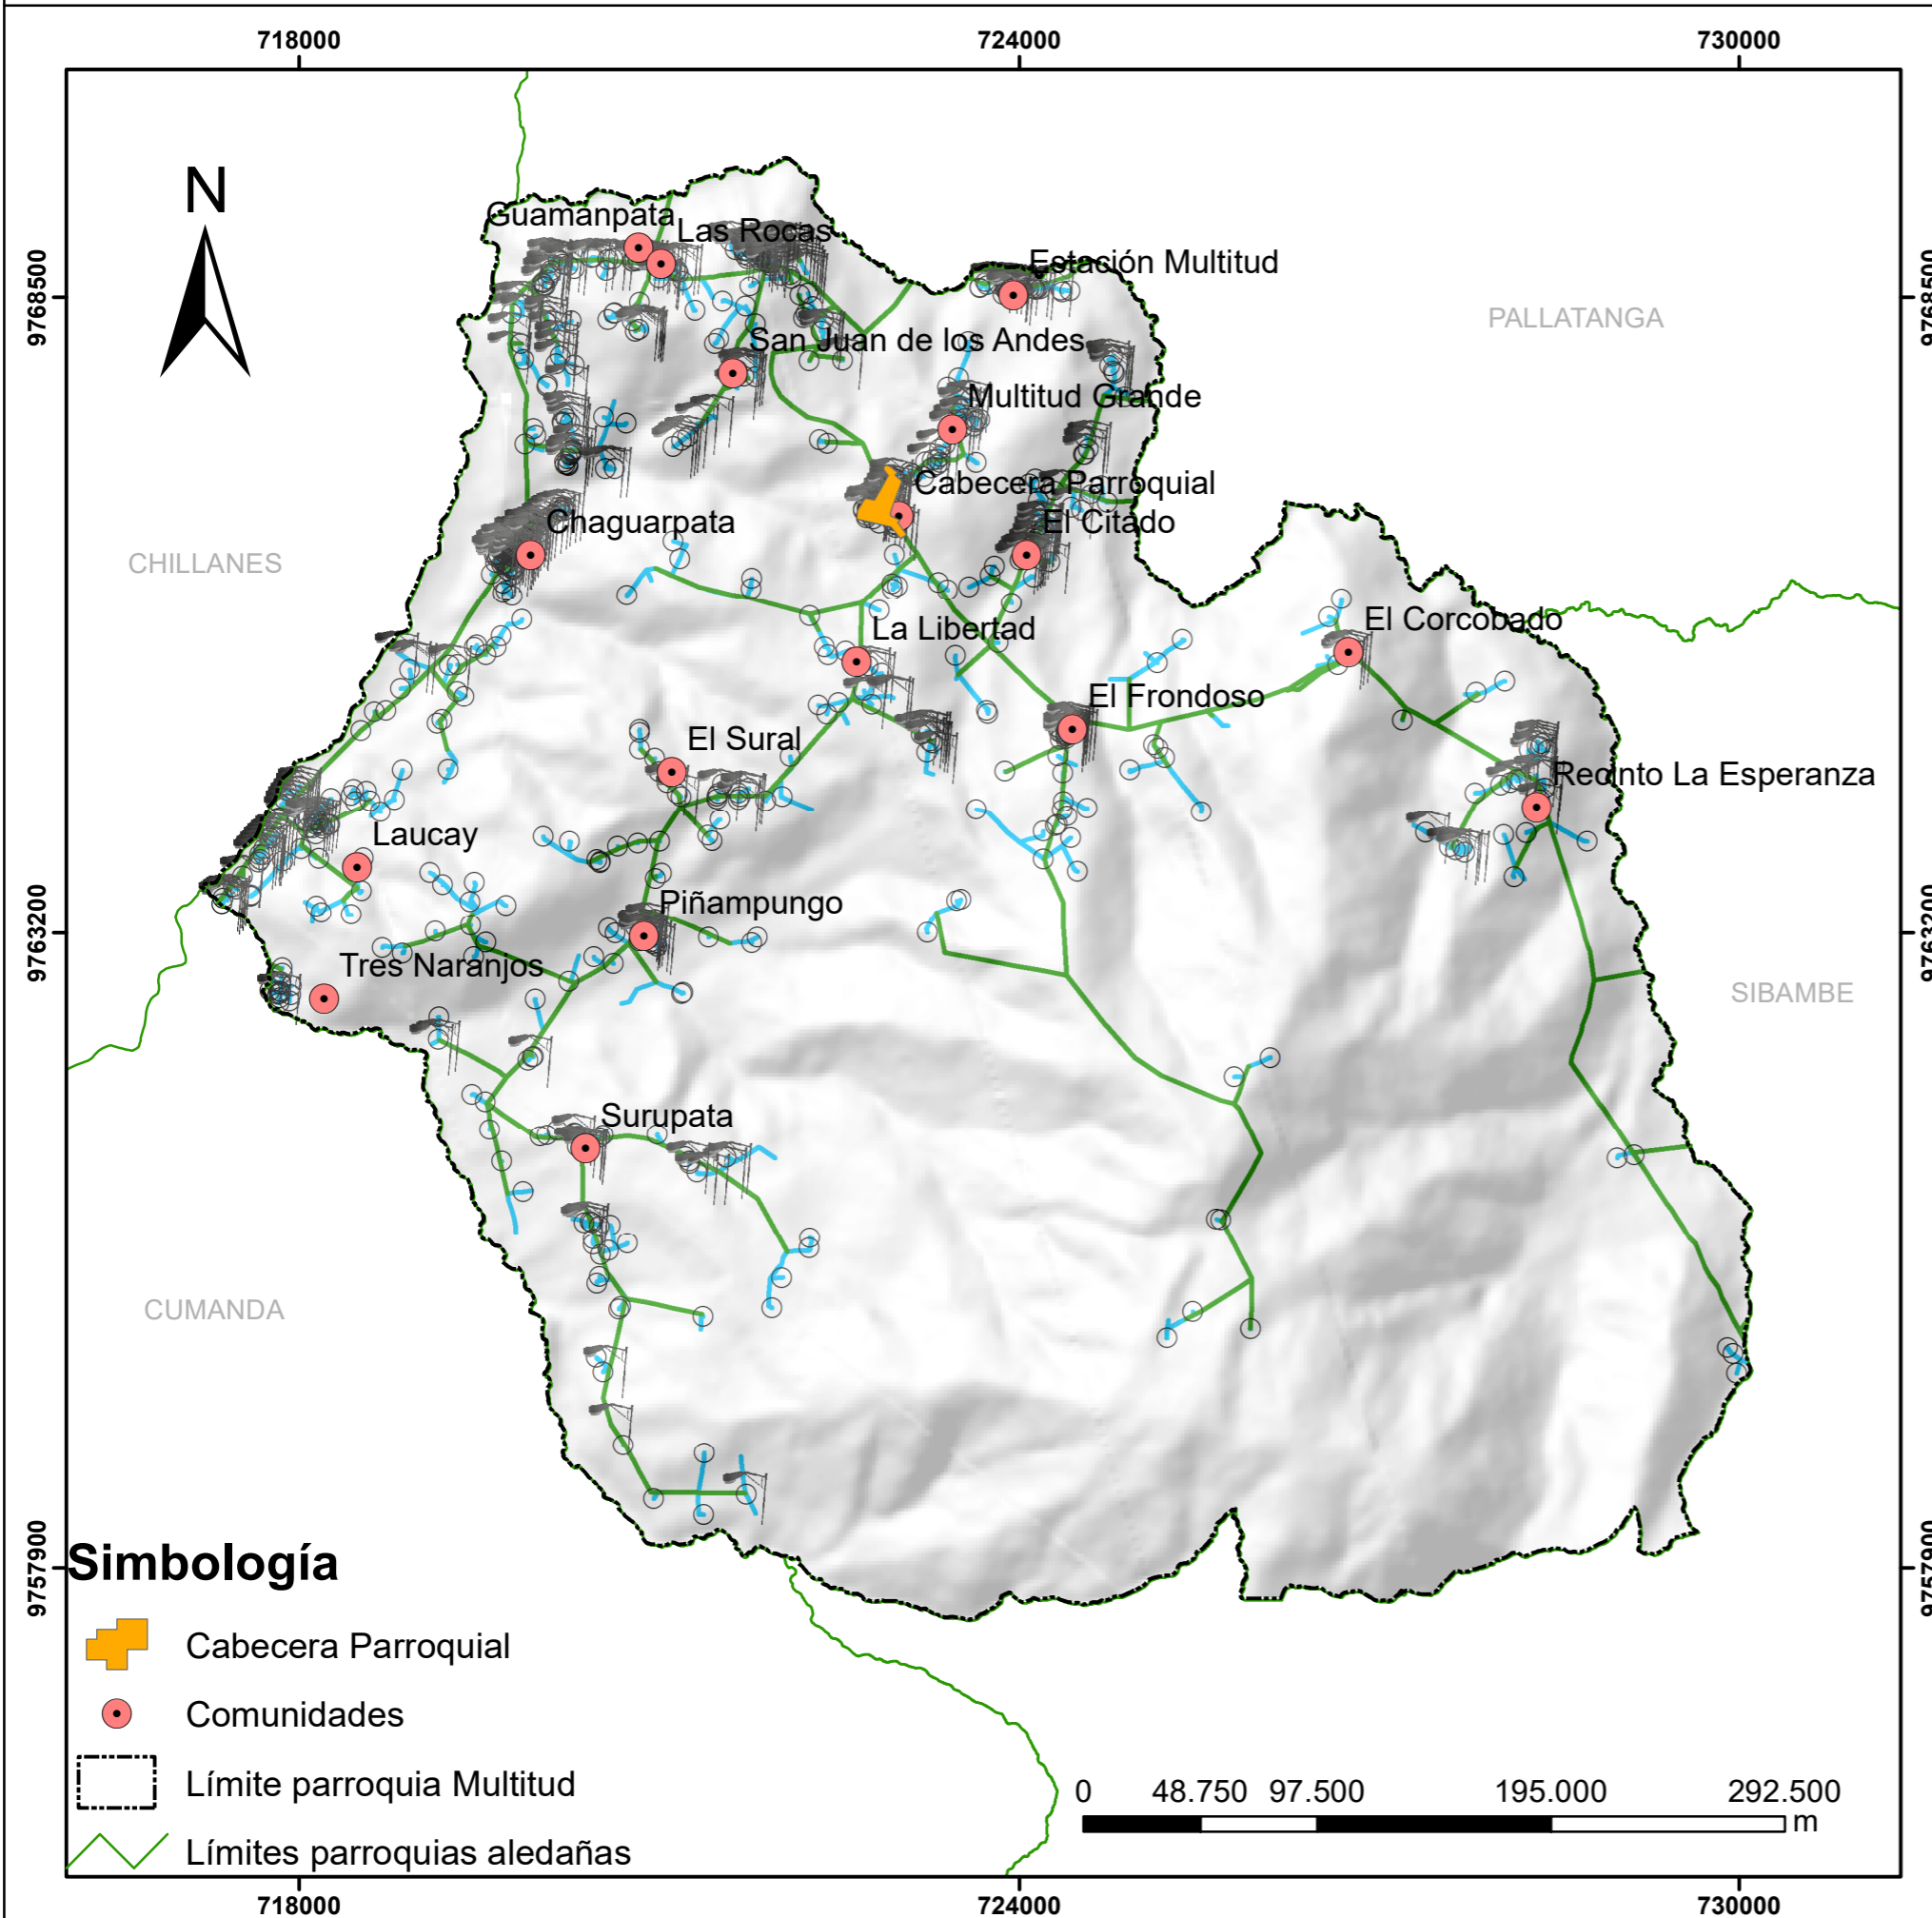 718000 724000 730000
N
Guamanpata
Las Rocas
Estación Multitud
9768500
9768500
PALLATANGA
San Juan de los Andes
Multitud Grande
Cabecera Parroquial
Chaguarpata
El Citado
CHILLANES
El Corcobado
La Libertad
El Frondoso
El Sural
Recinto La Esperanza
Laucay
Piñampungo
9763200
9763200
Tres Naranjos
SIBAMBE
Surupata
CUMANDA
9757900
9757900
Simbología
Cabecera Parroquial
Comunidades
Límite parroquia Multitud
Límites parroquias aledañas
0 48.750 97.500 195.000 292.500
m
718000 724000 730000